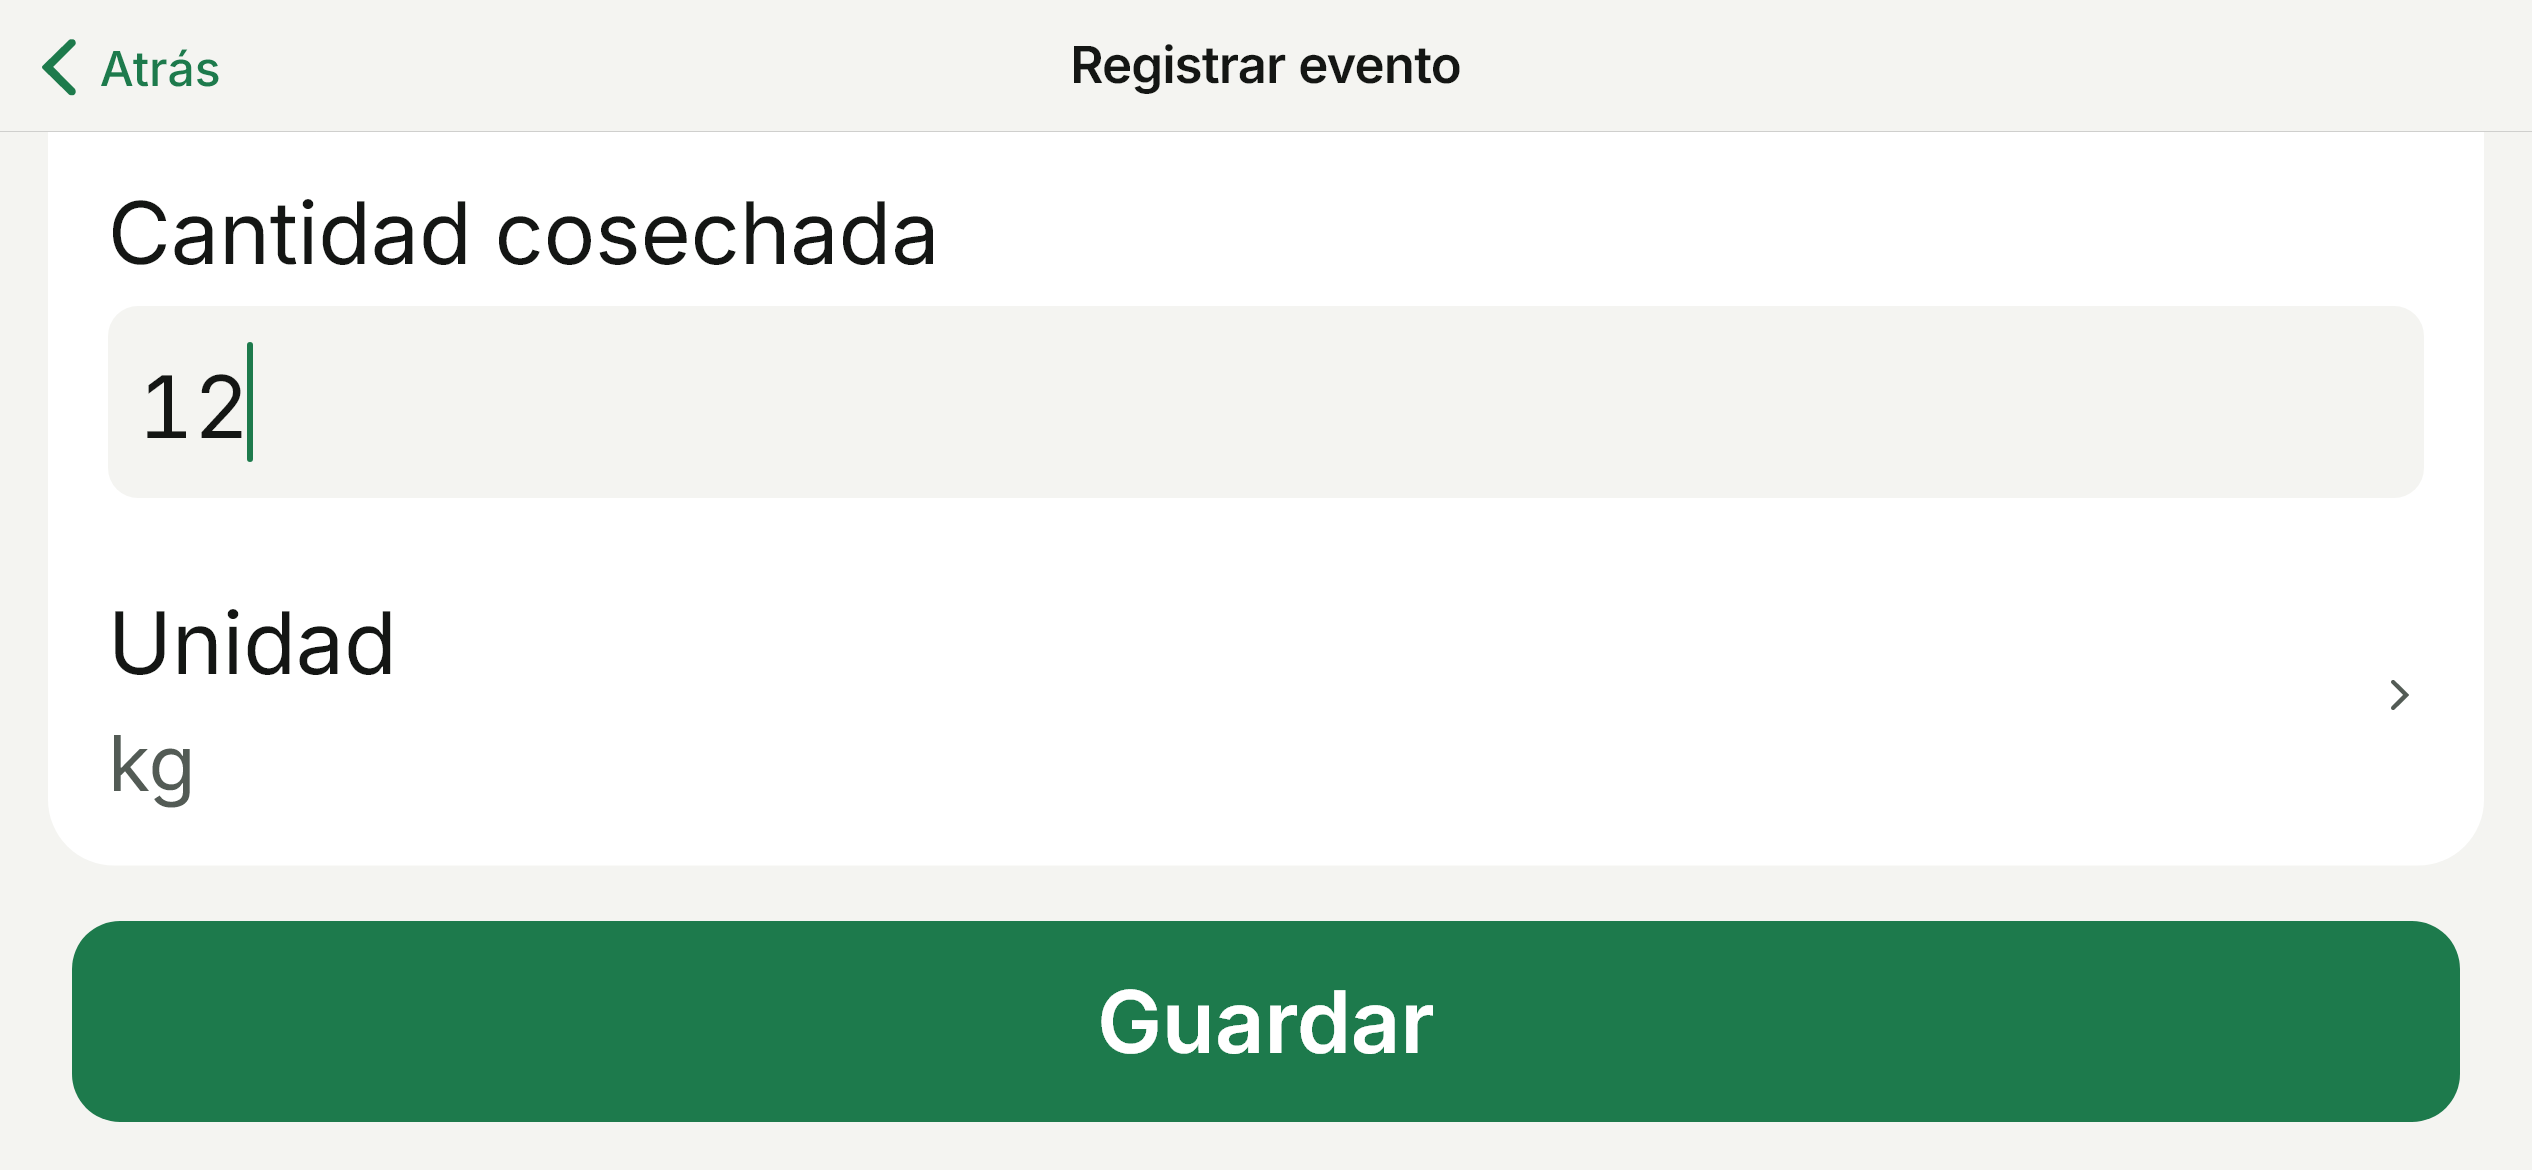 Atrás
Registrar evento
Cantidad cosechada
12
Unidad
kg
Guardar